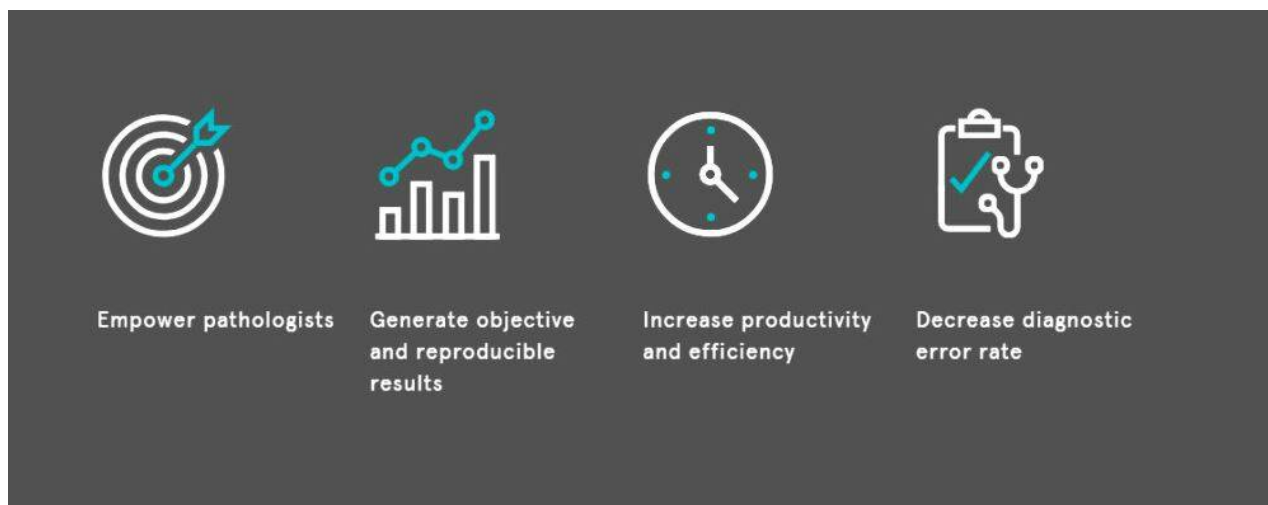 Empower pathologists
Generate objective
and reproducible
results
Increase productivity
and efficiency
Decrease diagnostic
error rate